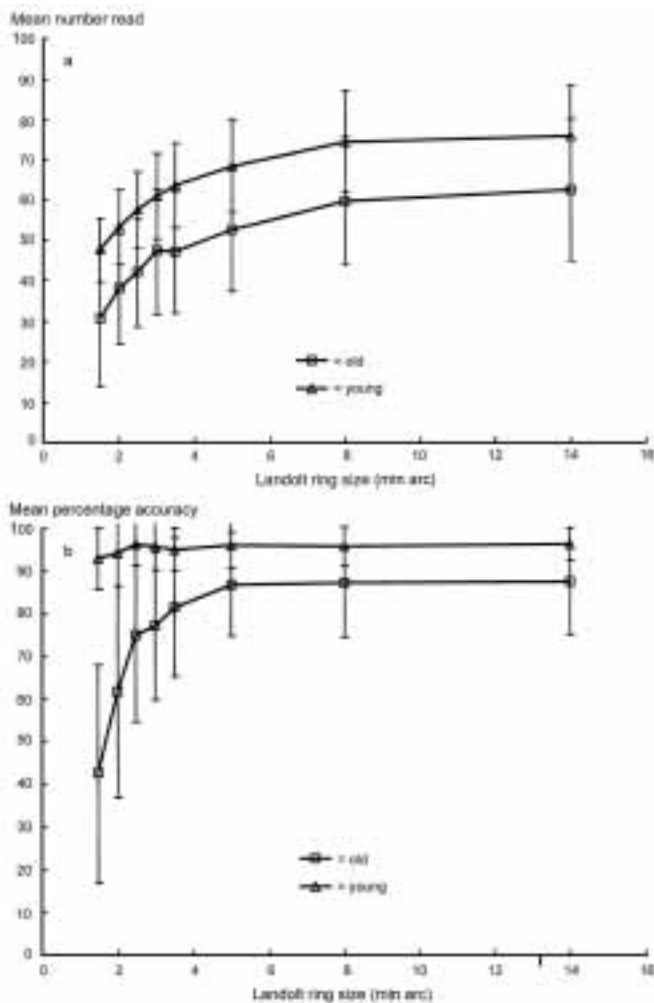 Mean number read
100
a
90
80
70
60
50
40
30
20
10
0
= old
= young
0 2 4 6 8 10 12 14 16
Landolt ring size (min arc)
Mean percentage accuracy
100
b
90
80
70
60
50
40
30
20
10
0
= old
= young
0 2 4 6 8 10 12 14 16
Landolt ring size (min arc)